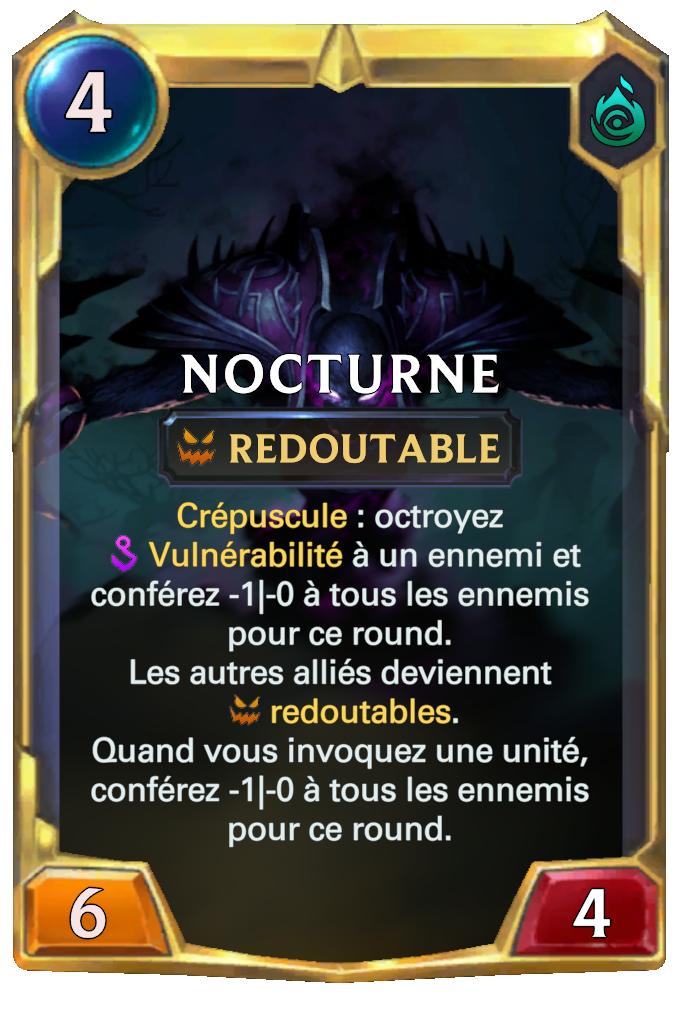 4
NOCTURNE
REDOUTABLE
Crépuscule : octroyez
Vulnérabilité à un ennemi et
conférez -1|-0 à tous les ennemis
pour ce round.
Les autres alliés deviennent
redoutables.
Quand vous invoquez une unité,
conférez -1|-0 à tous les ennemis
pour ce round.
6
4